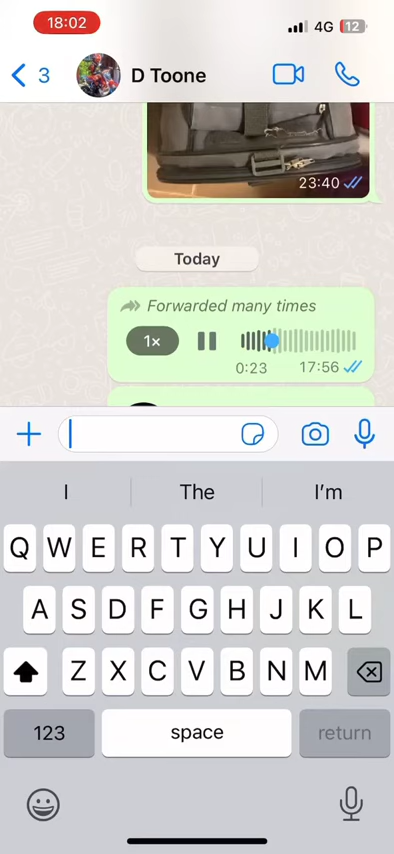 18:02
4G 12
3 D Toone
23:40
Today
Forwarded many times
1x
0:23 17:56
I The I'm
Q W E R T Y U I O P
A S D F G H J K L
Z X C V B N M
123 space return